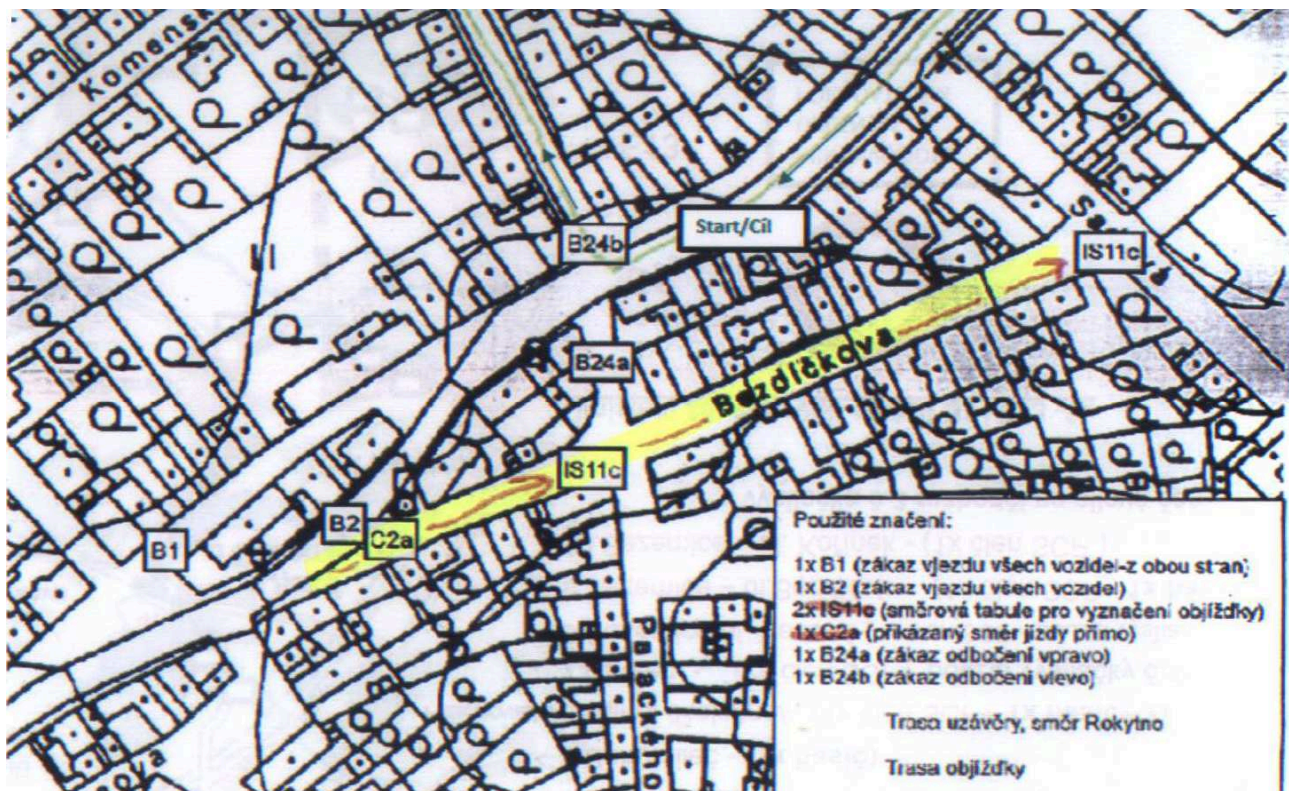 Komensk
Start/Cíl
B24b
IS11c
B24a
Bezdíčkova
IS11c
B2
C2a
B1
Palackého
Použité značení:
1x B1 (zákaz vjezdu všech vozidel-z obou stran)
1x B2 (zákaz vjezdu všech vozidel)
2x IS11c (směrová tabule pro vyznačení objížďky)
1x C2a (přikázaný směr jízdy přímo)
1x B24a (zákaz odbočení vpravo)
1x B24b (zákaz odbočení vlevo)
Trasa uzávěry, směr Rokytno
Trasa objížďky